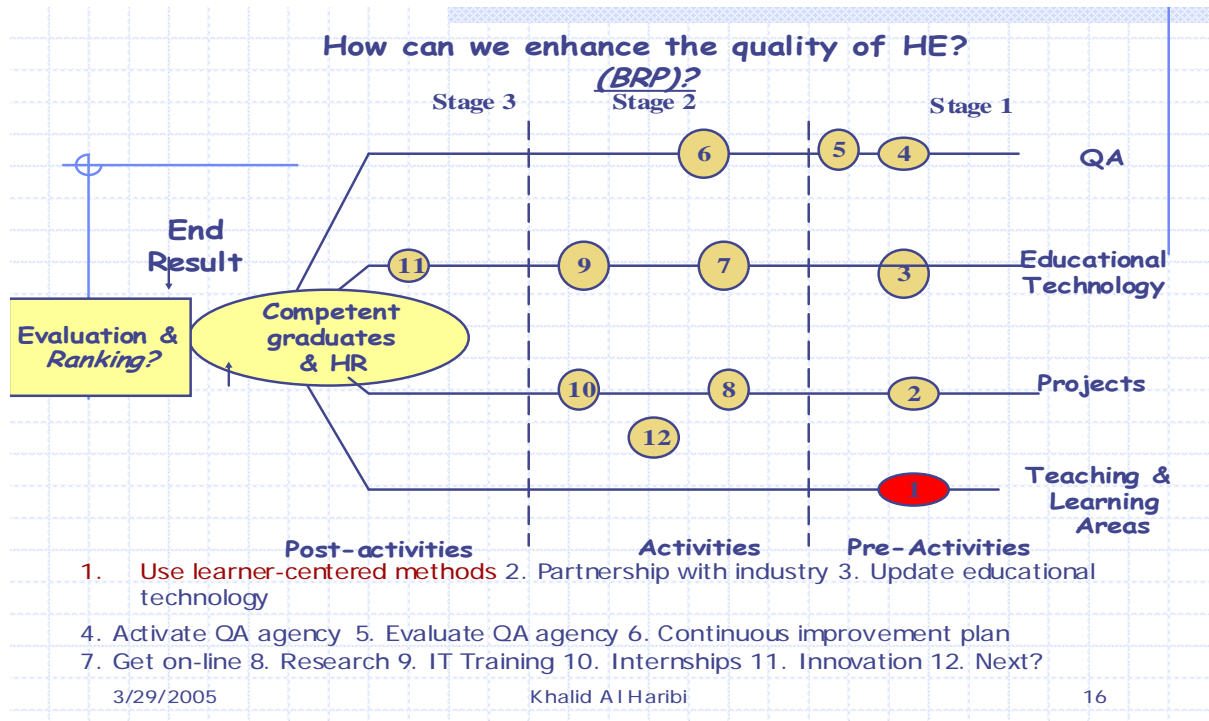 How can we enhance the quality of HE?
(BRP)?
Stage 3
Stage 2
Stage 1
6
5
4
QA
End
Result
11
9
7
3
Educational
Technology
Competent
graduates
& HR
Evaluation &
Ranking?
10
8
2
Projects
12
1
Teaching &
Learning
Areas
Post-activities
Activities
Pre-Activities
1. Use learner-centered methods 2. Partnership with industry 3. Update educational
technology
4. Activate QA agency 5. Evaluate QA agency 6. Continuous improvement plan
7. Get on-line 8. Research 9. IT Training 10. Internships 11. Innovation 12. Next?
3/29/2005
Khalid Al Haribi
16